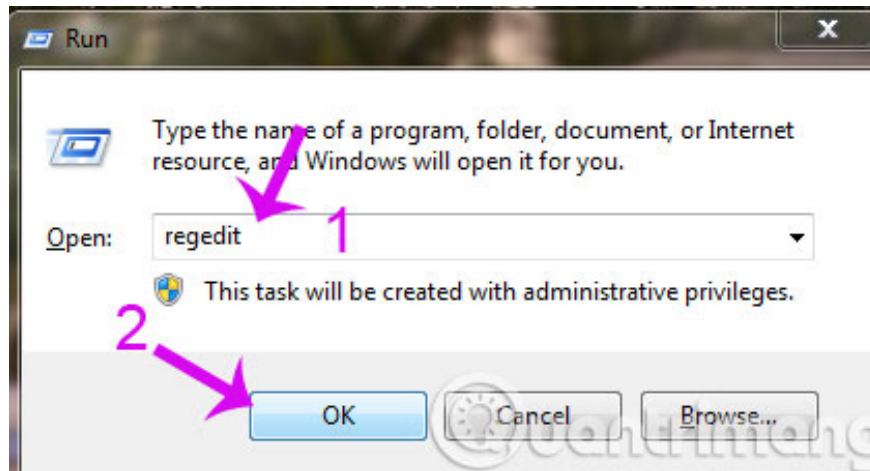 Run
X
Type the name of a program, folder, document, or Internet
resource, and Windows will open it for you.
Open: regedit 1
This task will be created with administrative privileges.
2
OK Cancel Browse...
Quantrimang